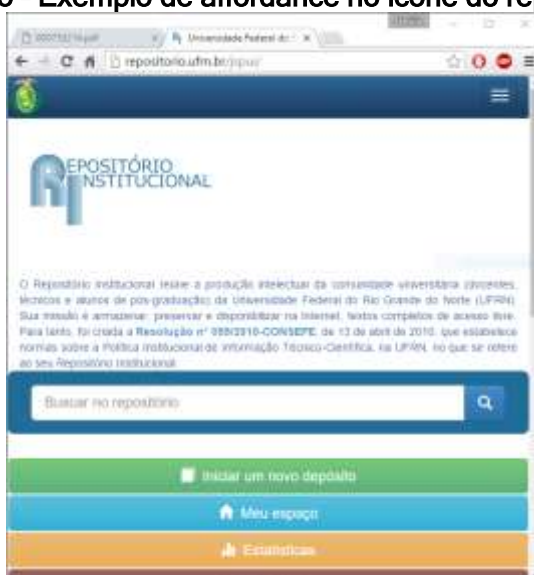 Exemplo de affordance no ícone do re
Universidade Federal do
repositorio.ufrn.br/jspui/
REPOSITÓRIO
INSTITUCIONAL
O Repositório Institucional reúne a produção intelectual da comunidade universitária (docentes,
técnicos e alunos de pós-graduação) da Universidade Federal do Rio Grande do Norte (UFRN).
Sua missão é armazenar, preservar e disponibilizar na Internet, textos completos de acesso livre.
Para tanto, foi criada a Resolução nº 059/2010-CONSEPE, de 13 de abril de 2010, que estabelece
normas sobre a Política Institucional de Informação Técnico-Científica, na UFRN, no que se refere
ao seu Repositório Institucional.
Buscar no repositório
Iniciar um novo depósito
Meu espaço
Estatísticas